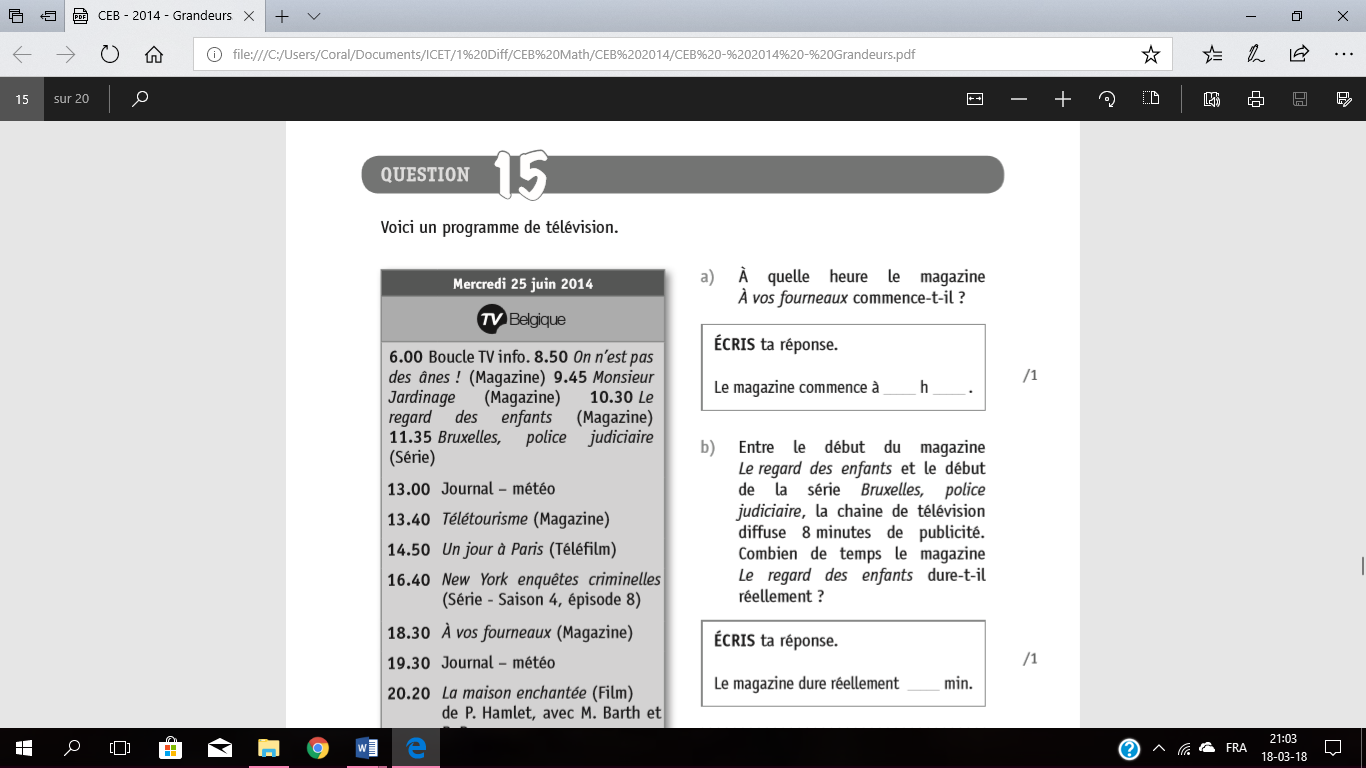 CEB - 2014 - Grandeurs.
file:///C:/Users/Coral/Documents/ICET/1%20Diff/CEB%20Math/CEB%202014/CEB%20-%202014%20-%20Grandeurs.pdf
15 sur 20
QUESTION 15
Voici un programme de télévision.
Mercredi 25 juin 2014
TV Belgique
6.00 Boucle TV info. 8.50 On n'est pas
des ânes ! (Magazine) 9.45 Monsieur
Jardinage (Magazine) 10.30 Le
regard des enfants (Magazine)
11.35 Bruxelles, police judiciaire
(Série)
13.00 Journal – météo
13.40 Télétourisme (Magazine)
14.50 Un jour à Paris (Téléfilm)
16.40 New York enquêtes criminelles
(Série - Saison 4, épisode 8)
18.30 À vos fourneaux (Magazine)
19.30 Journal – météo
20.20 La maison enchantée (Film)
de P. Hamlet, avec M. Barth et
a) À quelle heure le magazine
À vos fourneaux commence-t-il ?
ÉCRIS ta réponse.
Le magazine commence à ____ h ____ .
/1
b) Entre le début du magazine
Le regard des enfants et le début
de la série Bruxelles, police
judiciaire, la chaine de télévision
diffuse 8 minutes de publicité.
Combien de temps le magazine
Le regard des enfants dure-t-il
réellement ?
ÉCRIS ta réponse.
Le magazine dure réellement ____ min.
/1
FRA
21:03
18-03-18